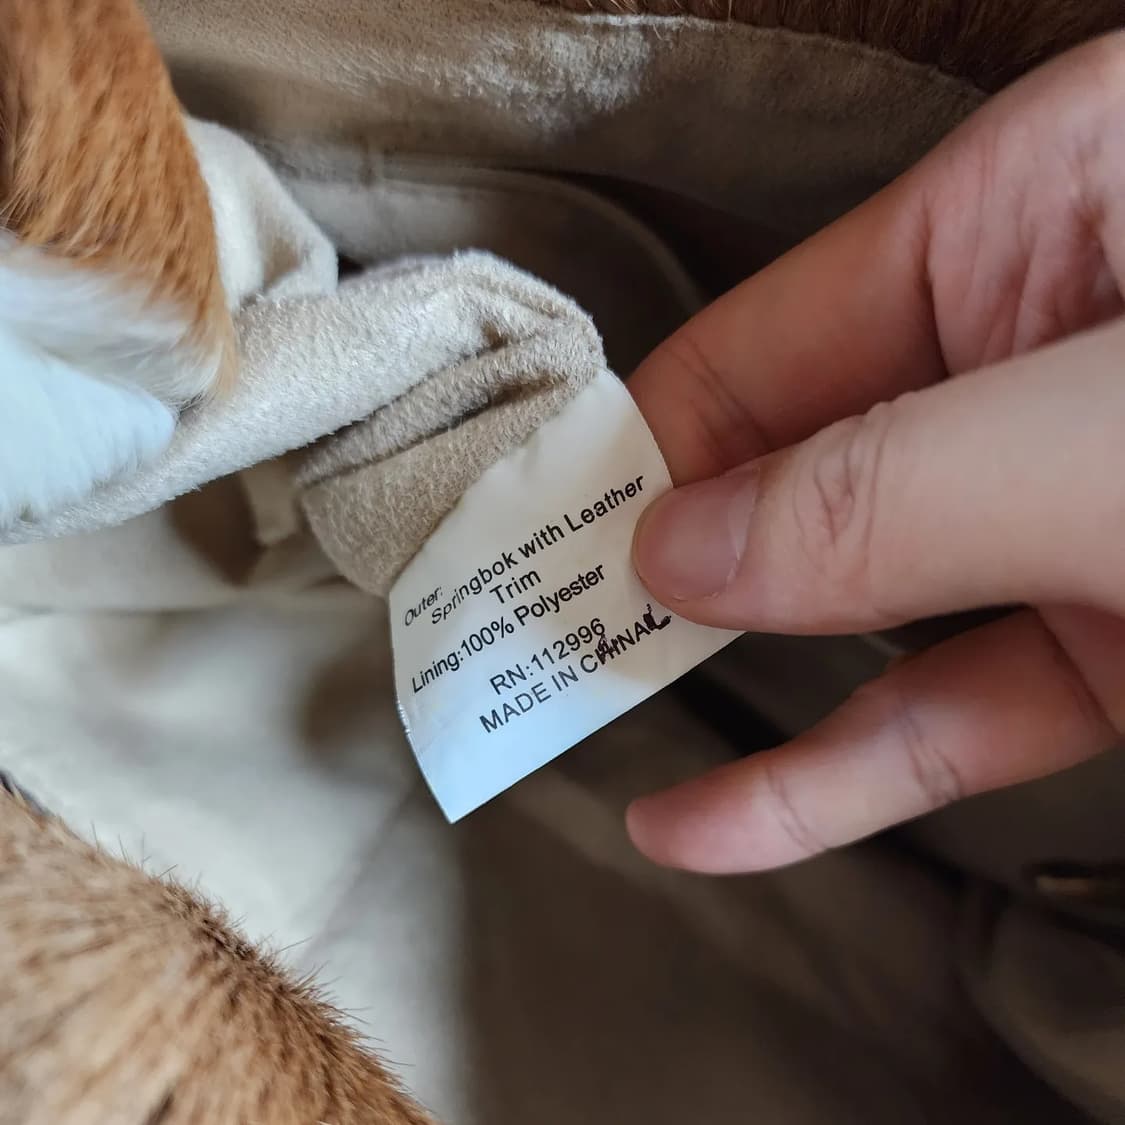 Outer:
Springbok with Leather
Trim
Lining:100% Polyester
RN:112996
MADE IN CHINA